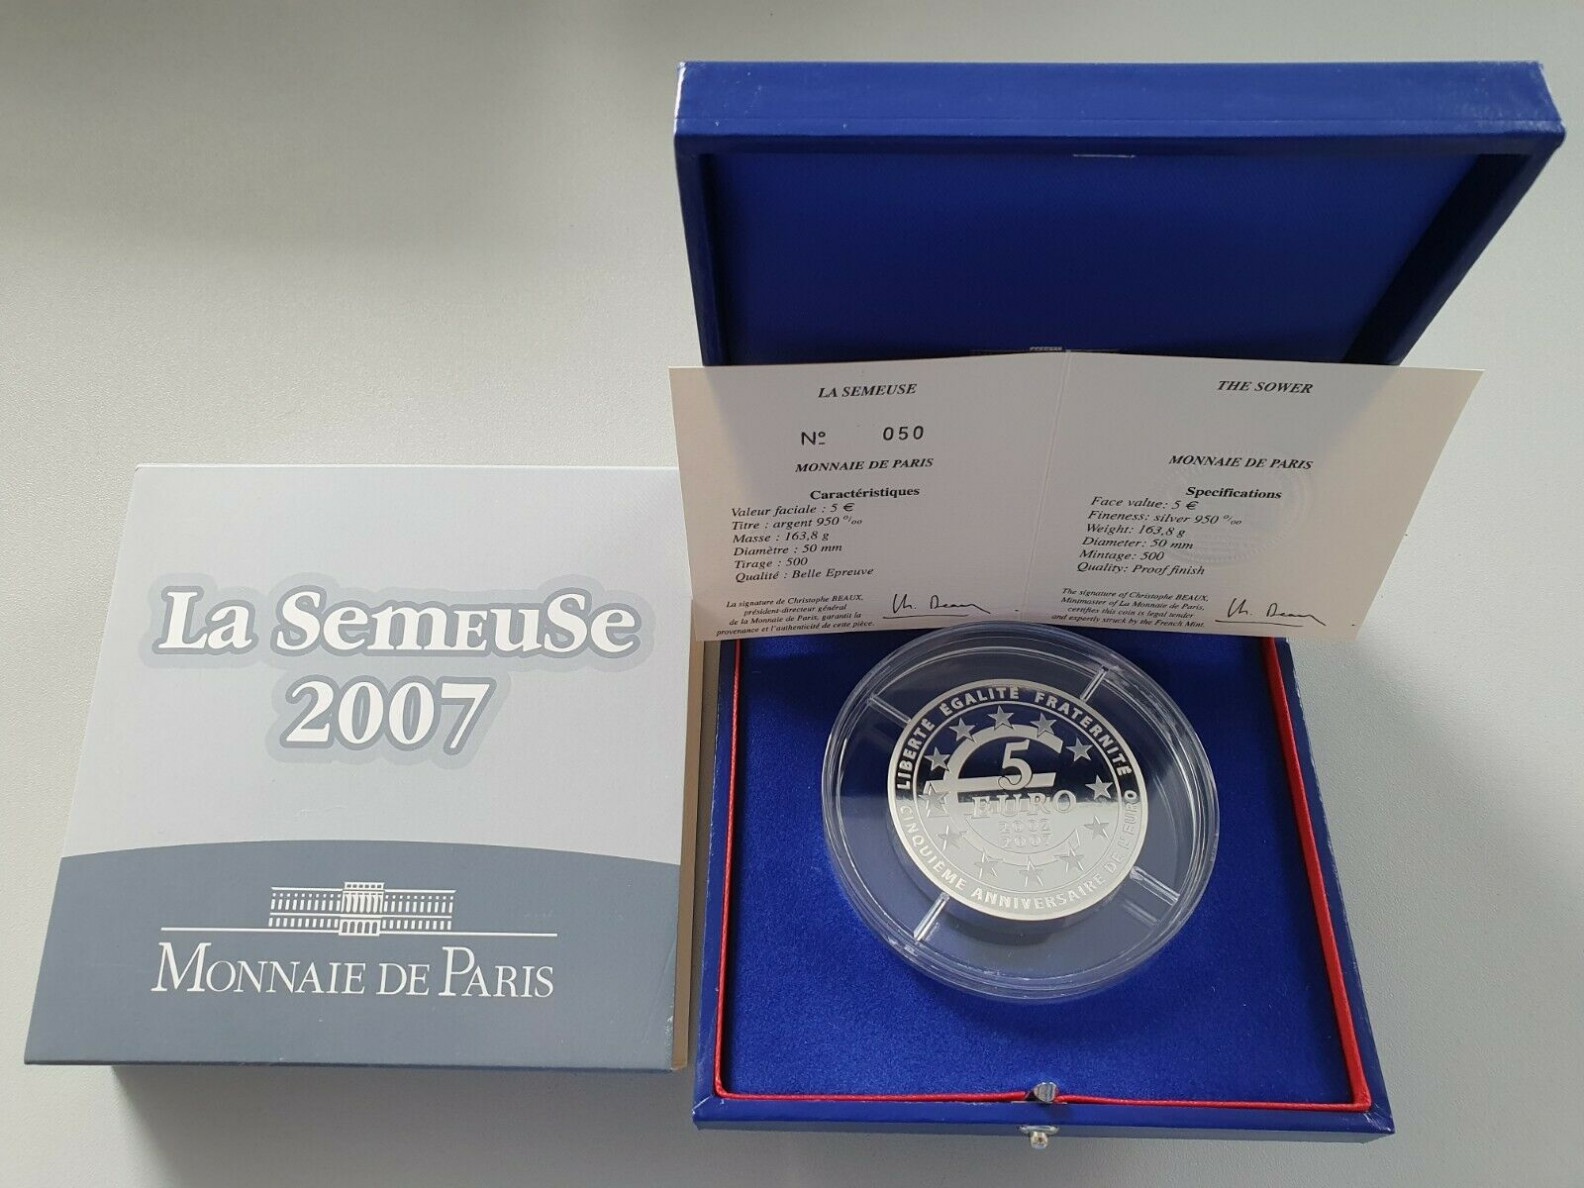 La Semeuse
2007
MONNAIE DE PARIS
LA SEMEUSE
Nº 050
MONNAIE DE PARIS
Caractéristiques
Valeur faciale : 5 €
Titre : argent 950 º/ₒₒ
Masse : 163,8 g
Diamètre : 50 mm
Tirage : 500
Qualité : Belle Epreuve
La signature de Christophe BEAUX,
président-directeur général
de la Monnaie de Paris, garantit la
provenance et l'authenticité de cette pièce.
THE SOWER
MONNAIE DE PARIS
Specifications
Face value: 5 €
Fineness: silver 950 º/ₒₒ
Weight: 163,8 g
Diameter: 50 mm
Mintage: 500
Quality: Proof finish
The signature of Christophe BEAUX,
Mintmaster of La Monnaie de Paris,
certifies this coin is legal tender
and expertly struck by the French Mint.
LIBERTÉ ÉGALITÉ FRATERNITÉ
5
EURO
2002
2007
CINQUIÈME ANNIVERSAIRE DE L'EURO